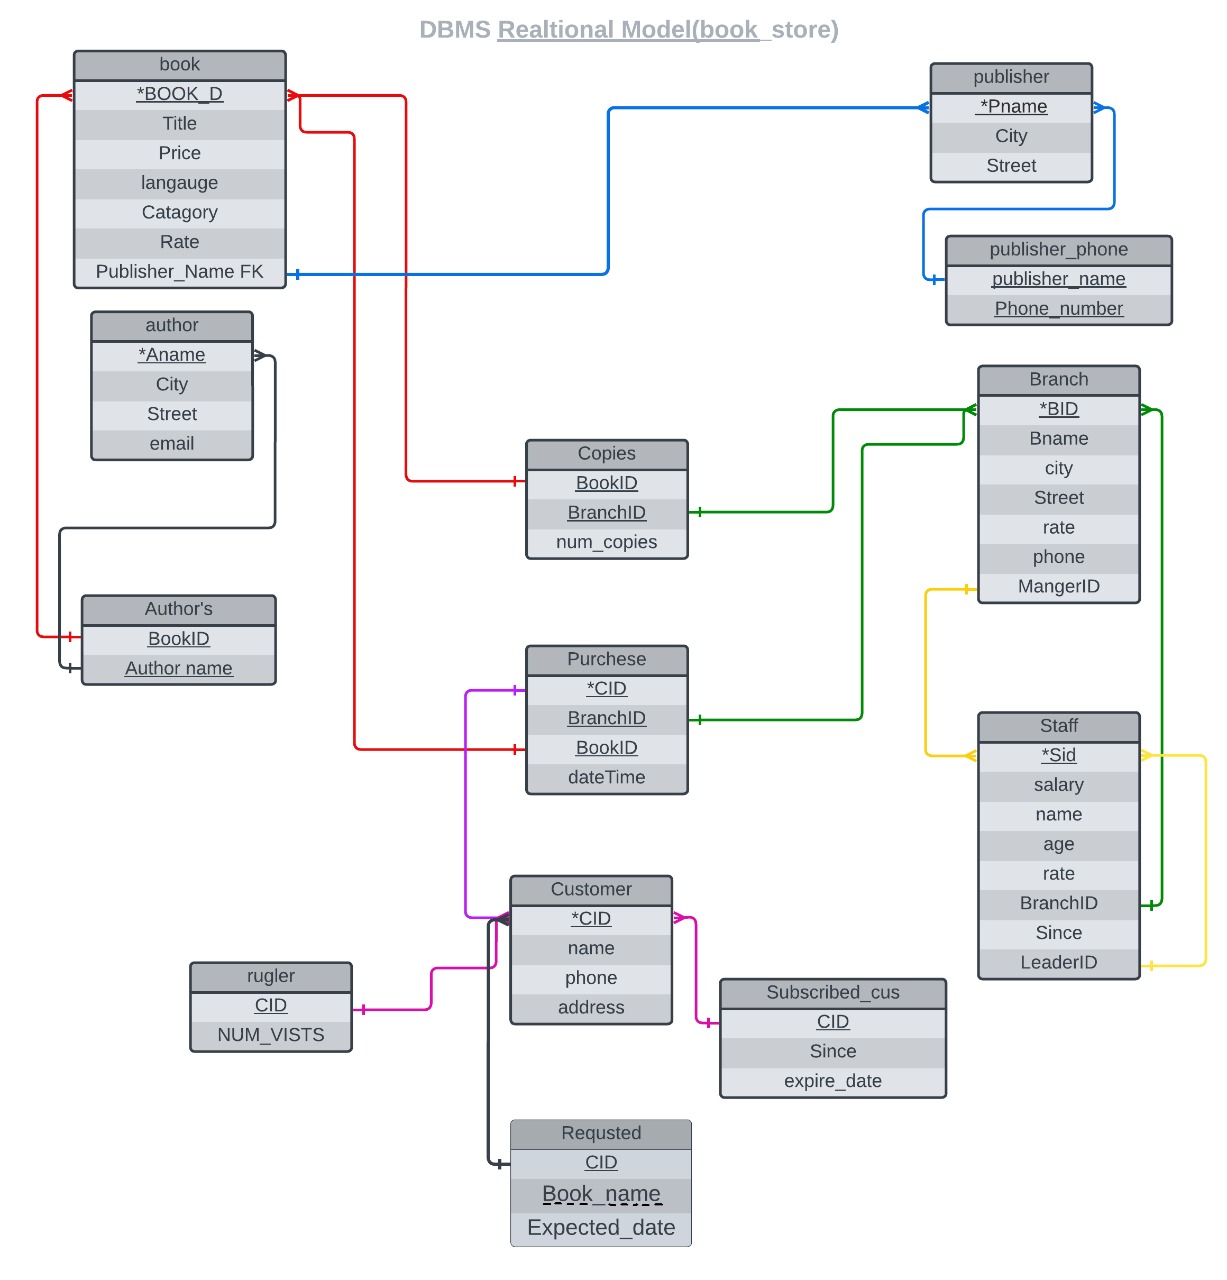 DBMS Realtional Model(book_store)
book
*BOOK_D
Title
Price
langauge
Catagory
Rate
Publisher_Name FK
publisher
*Pname
City
Street
publisher_phone
publisher_name
Phone_number
author
*Aname
City
Street
email
Branch
*BID
Bname
city
Street
rate
phone
MangerID
Copies
BookID
BranchID
num_copies
Author's
BookID
Author name
Purchese
*CID
BranchID
BookID
dateTime
Staff
*Sid
salary
name
age
rate
BranchID
Since
LeaderID
Customer
*CID
name
phone
address
rugler
CID
NUM_VISTS
Subscribed_cus
CID
Since
expire_date
Requsted
CID
Book_name
Expected_date